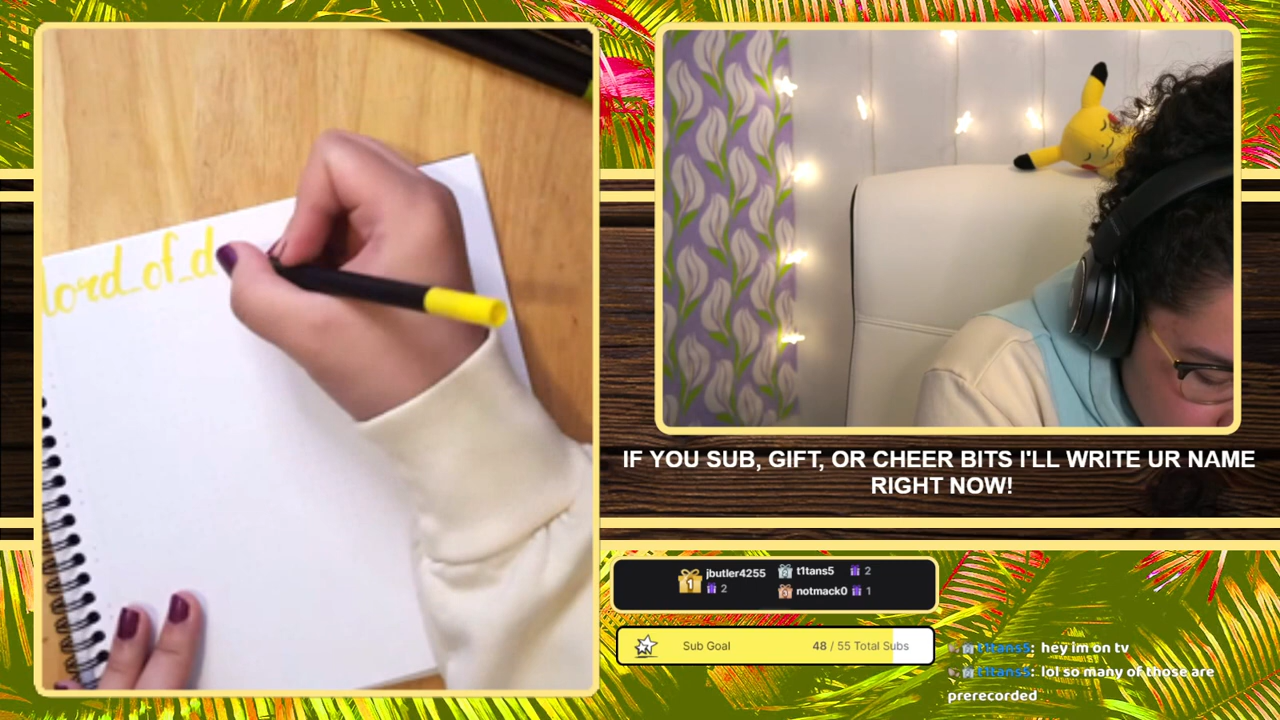 lord_of_d
IF YOU SUB, GIFT, OR CHEER BITS I'LL WRITE UR NAME
RIGHT NOW!
1
jbutler4255
2
t1tans5 2
notmack0 1
Sub Goal 48 / 55 Total Subs
t1tans5: hey im on tv
t1tans5: lol so many of those are
prerecorded